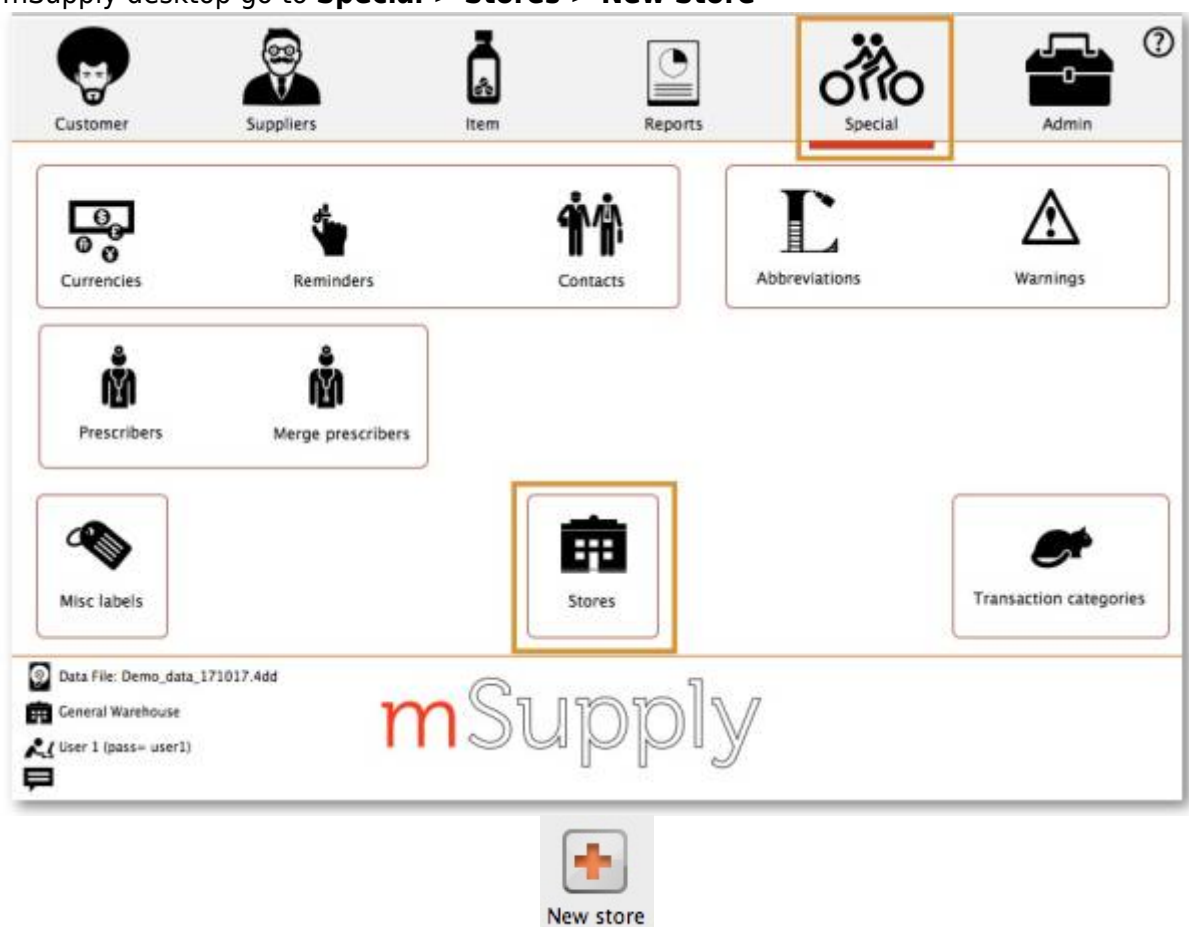 mSupply desktop go to Special > Stores > New Store
Customer
Suppliers
Item
Reports
Special
Admin
?
Currencies
Reminders
Contacts
Abbreviations
Warnings
Prescribers
Merge prescribers
Misc labels
Stores
Transaction categories
Data File: Demo_data_171017.4dd
General Warehouse
User 1 (pass= user1)
mSupply
New store